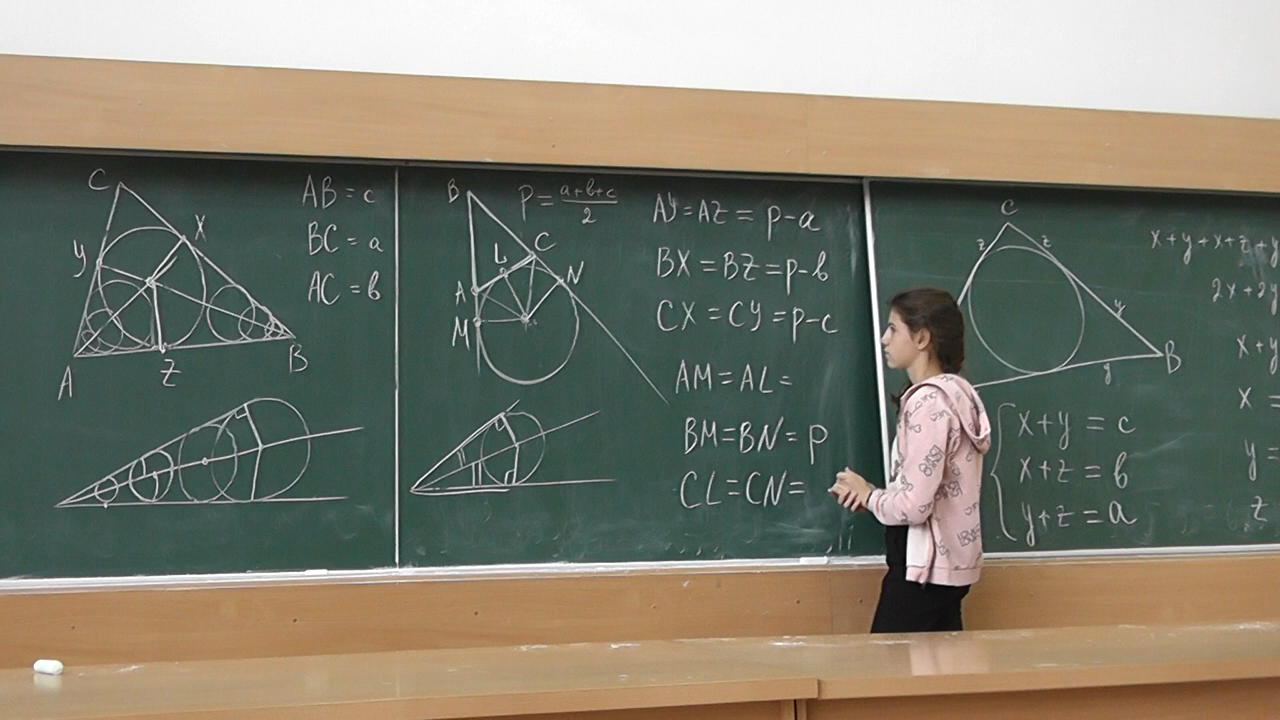 C
X
y
A
Z
B
AB = c
BC = a
AC = b
B
P = a+b+c / 2
C
L
N
A
M
AY = AZ = p-a
BX = BZ = p-b
CX = CY = p-c
AM = AL =
BM = BN = p
CL = CN =
C
z z
y
y
B
x+y = c
x+z = b
y+z = a
x+y+x+z+y
2x+2y
x+y
x =
y =
z